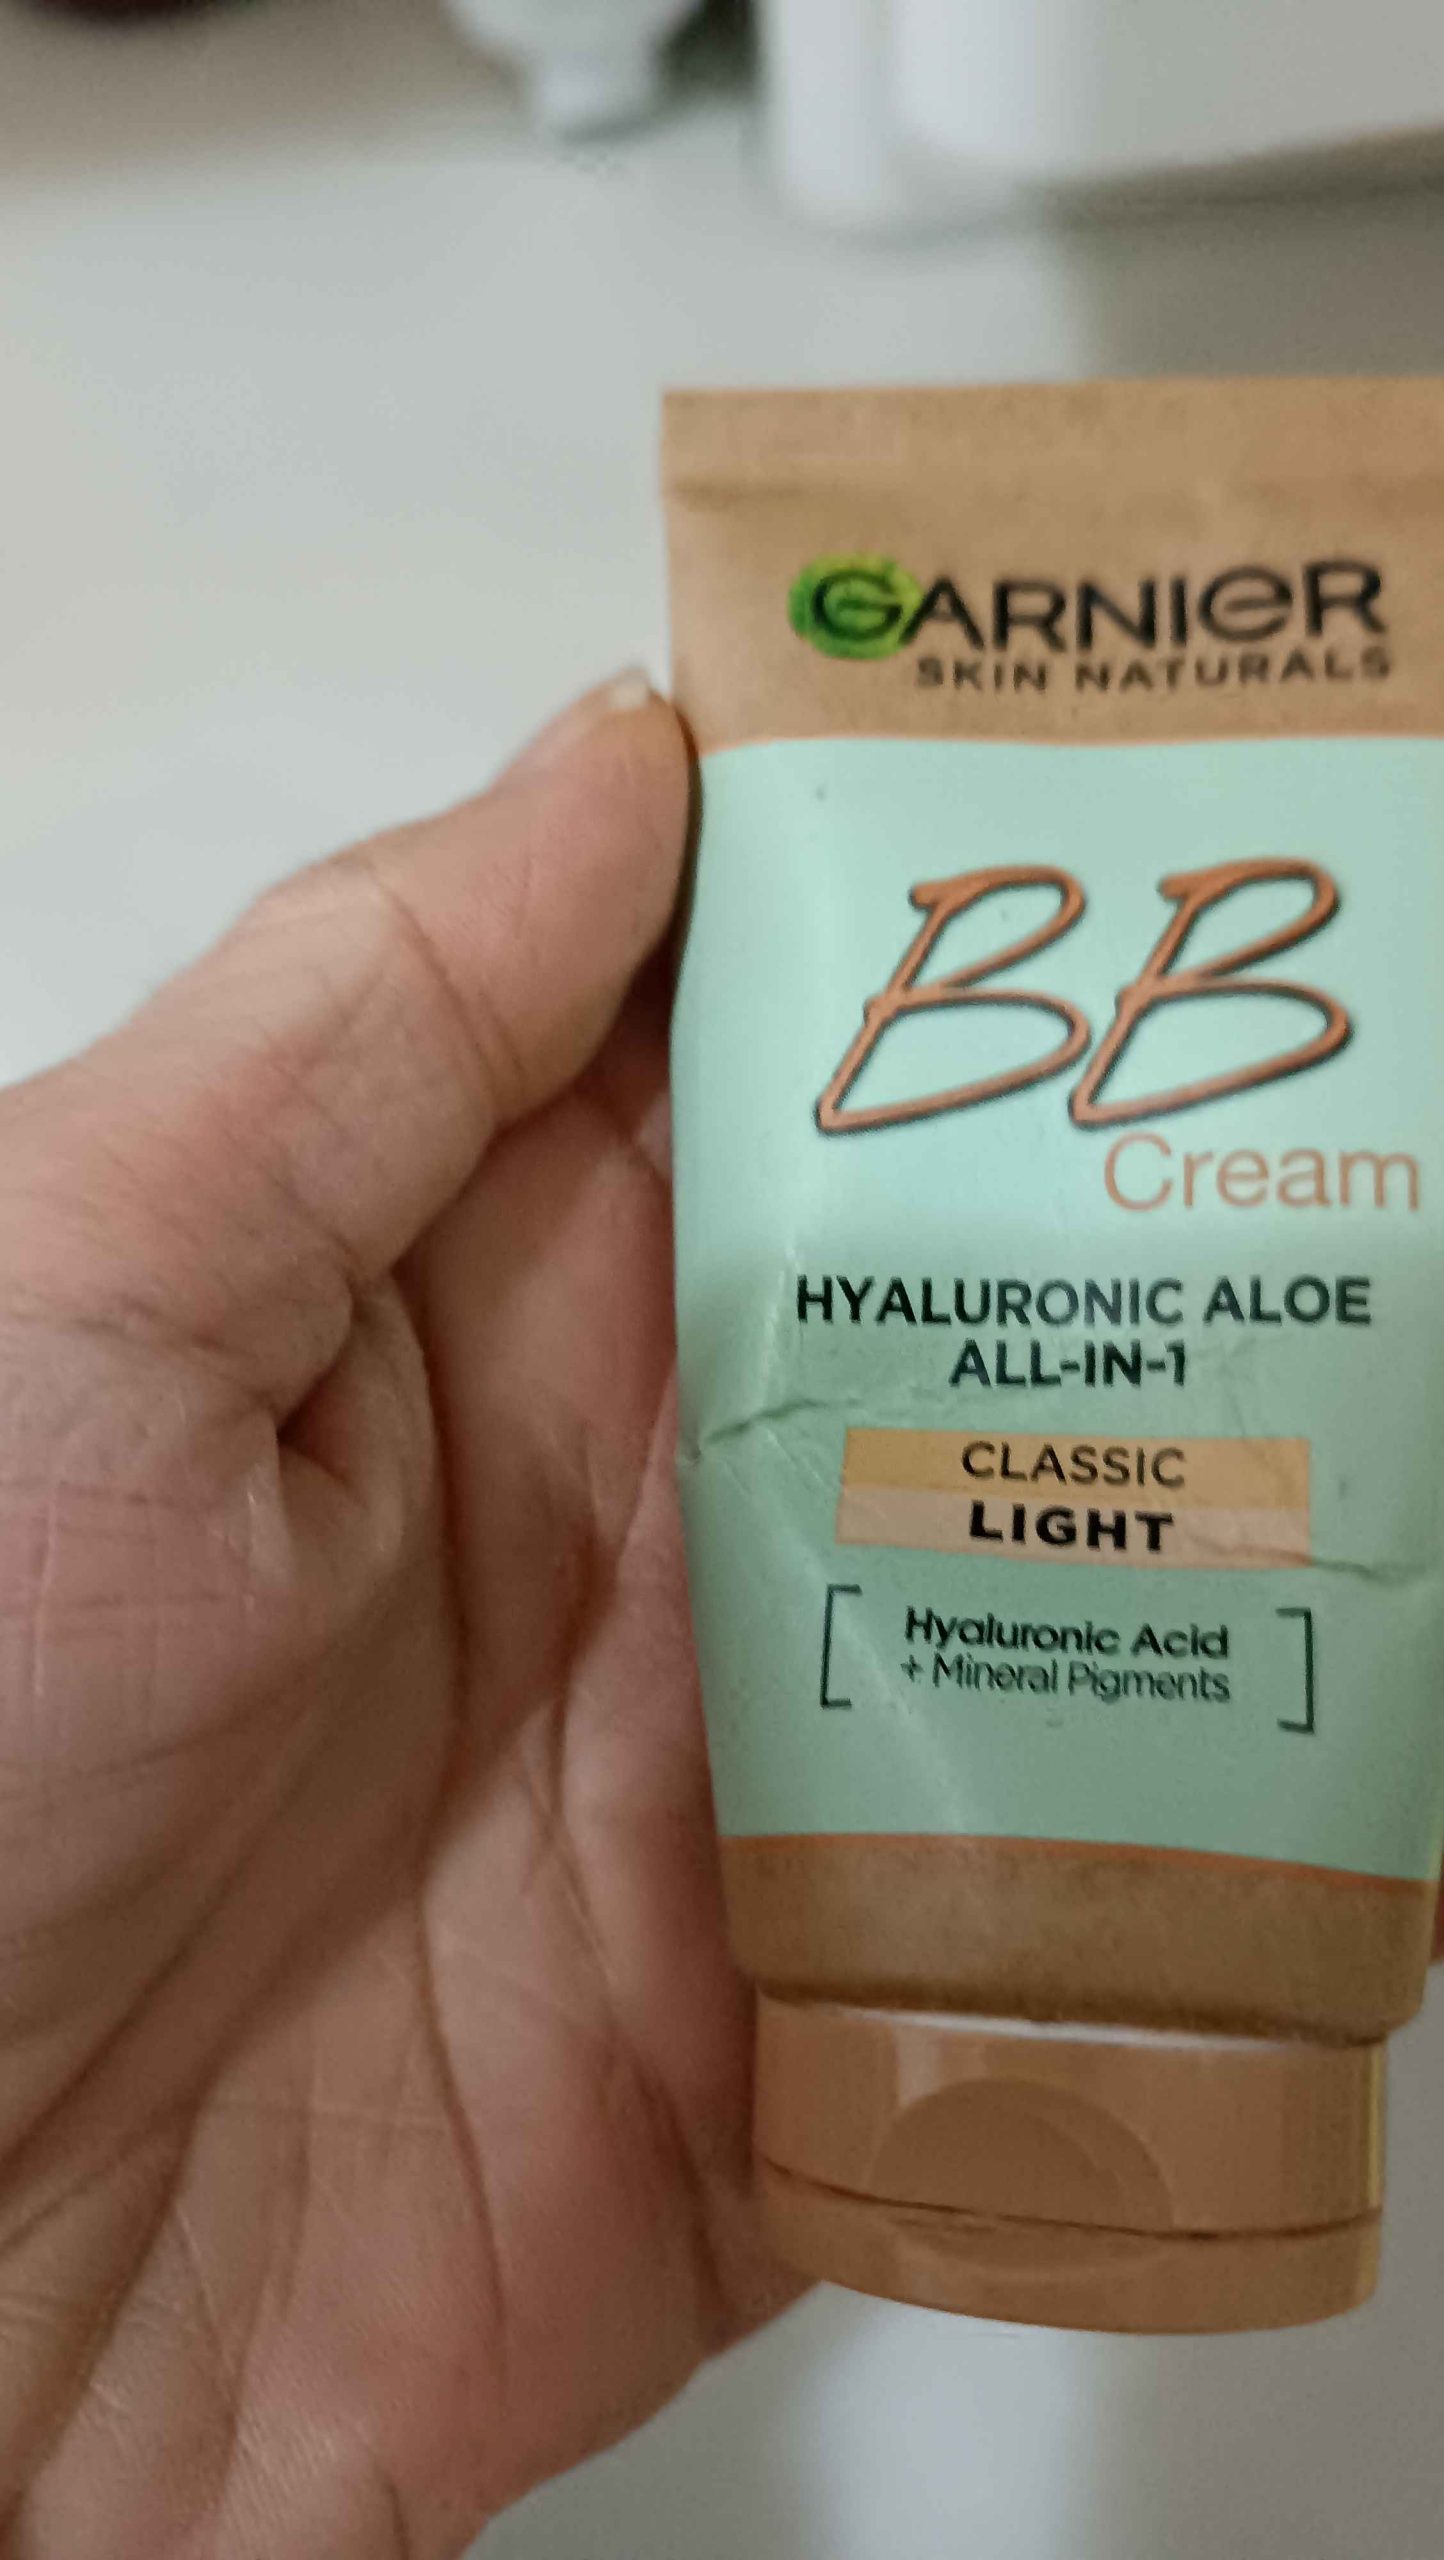 GARNIER
SKIN NATURALS
BB
Cream
HYALURONIC ALOE
ALL-IN-1
CLASSIC
LIGHT
[ Hyaluronic Acid
+ Mineral Pigments ]